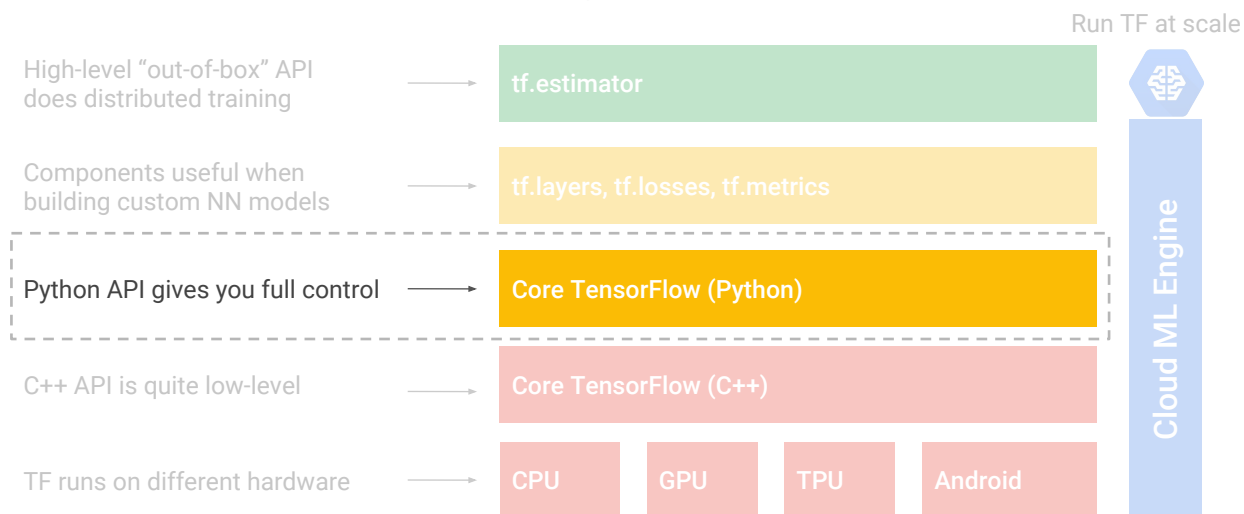 Run TF at scale
High-level “out-of-box” API
does distributed training
tf.estimator
Components useful when
building custom NN models
tf.layers, tf.losses, tf.metrics
Python API gives you full control
Core TensorFlow (Python)
C++ API is quite low-level
Core TensorFlow (C++)
TF runs on different hardware
CPU
GPU
TPU
Android
Cloud ML Engine